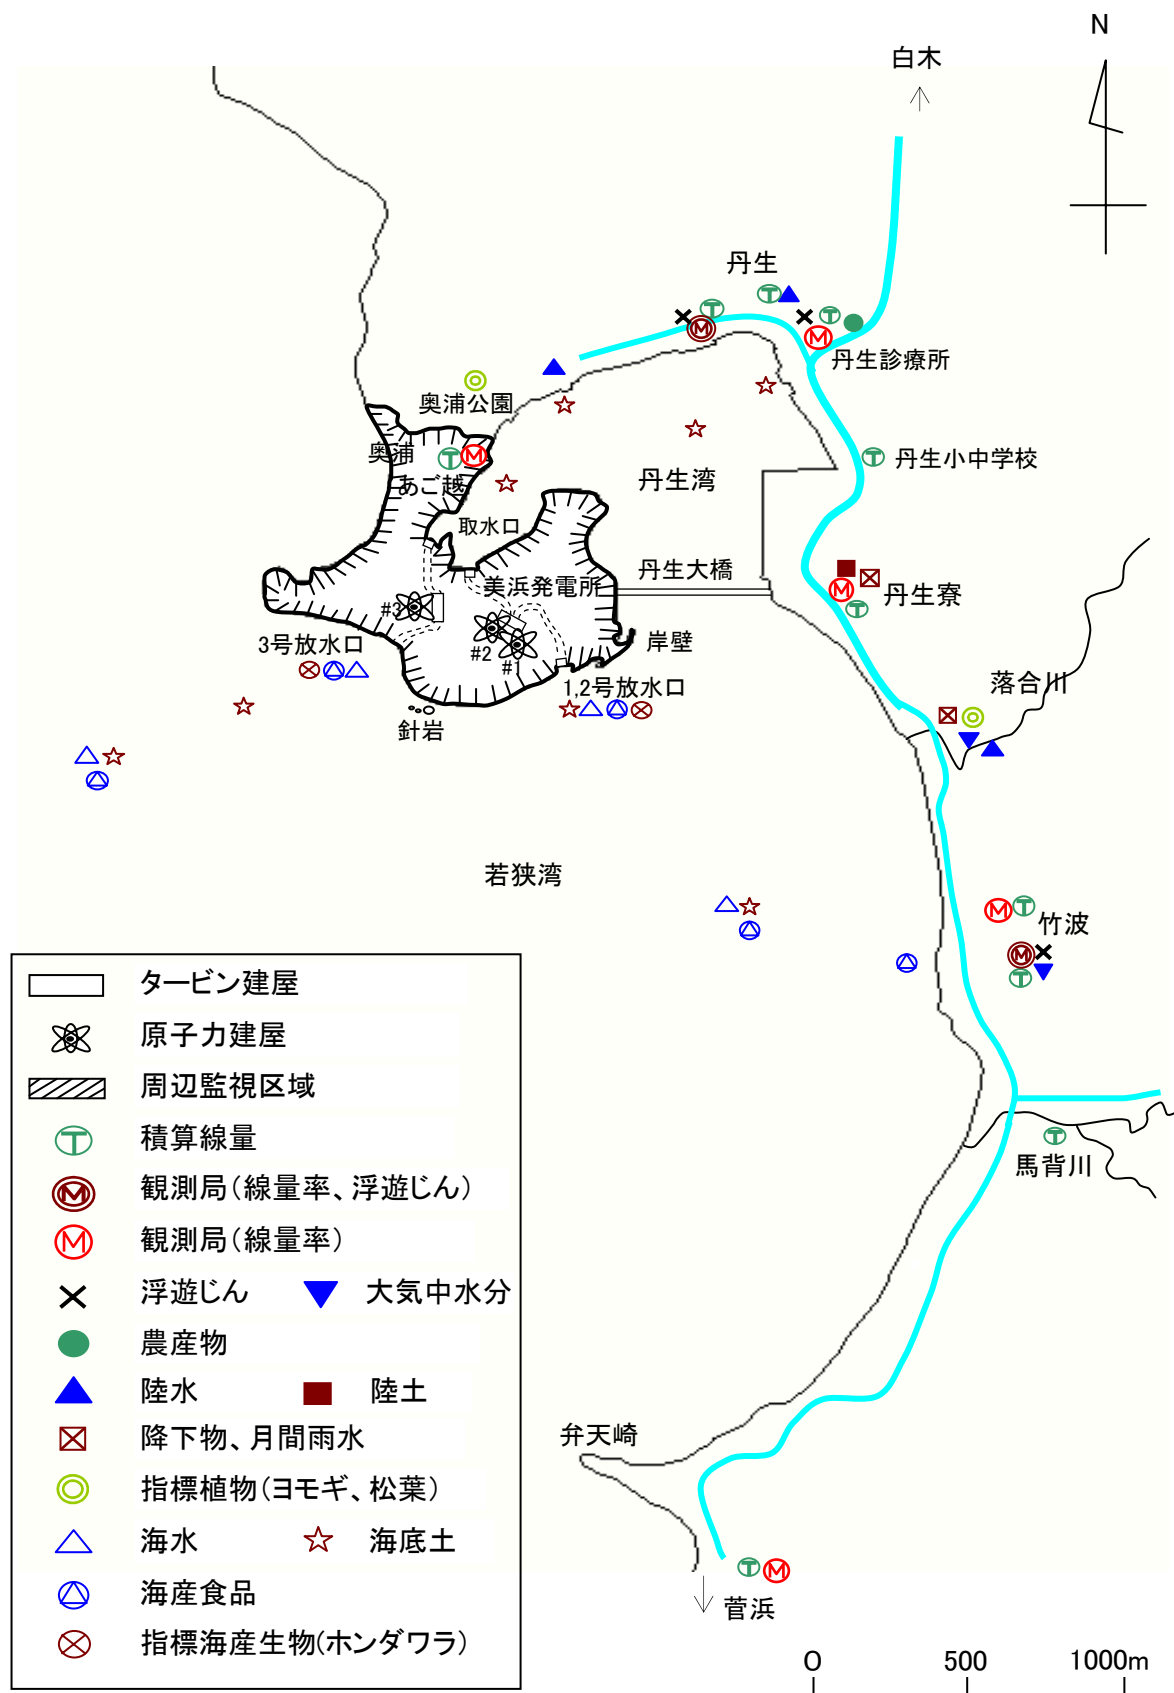 N
白木
丹生
丹生診療所
奥浦公園
奥浦
あご越
丹生小中学校
丹生湾
取水口
丹生大橋
美浜発電所
丹生寮
#3
#2
#1
岸壁
3号放水口
1,2号放水口
針岩
落合川
若狭湾
竹波
馬背川
弁天崎
菅浜
タービン建屋
原子力建屋
周辺監視区域
T 積算線量
M 観測局(線量率、浮遊じん)
M 観測局(線量率)
浮遊じん 大気中水分
農産物
陸水 陸土
降下物、月間雨水
指標植物(ヨモギ、松葉)
海水 海底土
海産食品
指標海産生物(ホンダワラ)
O 500 1000m